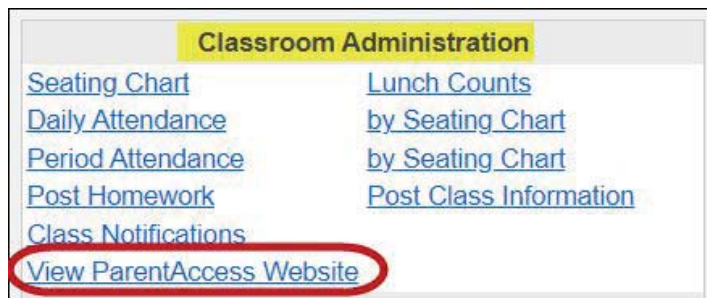 Classroom Administration
Seating Chart Lunch Counts
Daily Attendance by Seating Chart
Period Attendance by Seating Chart
Post Homework Post Class Information
Class Notifications
View ParentAccess Website